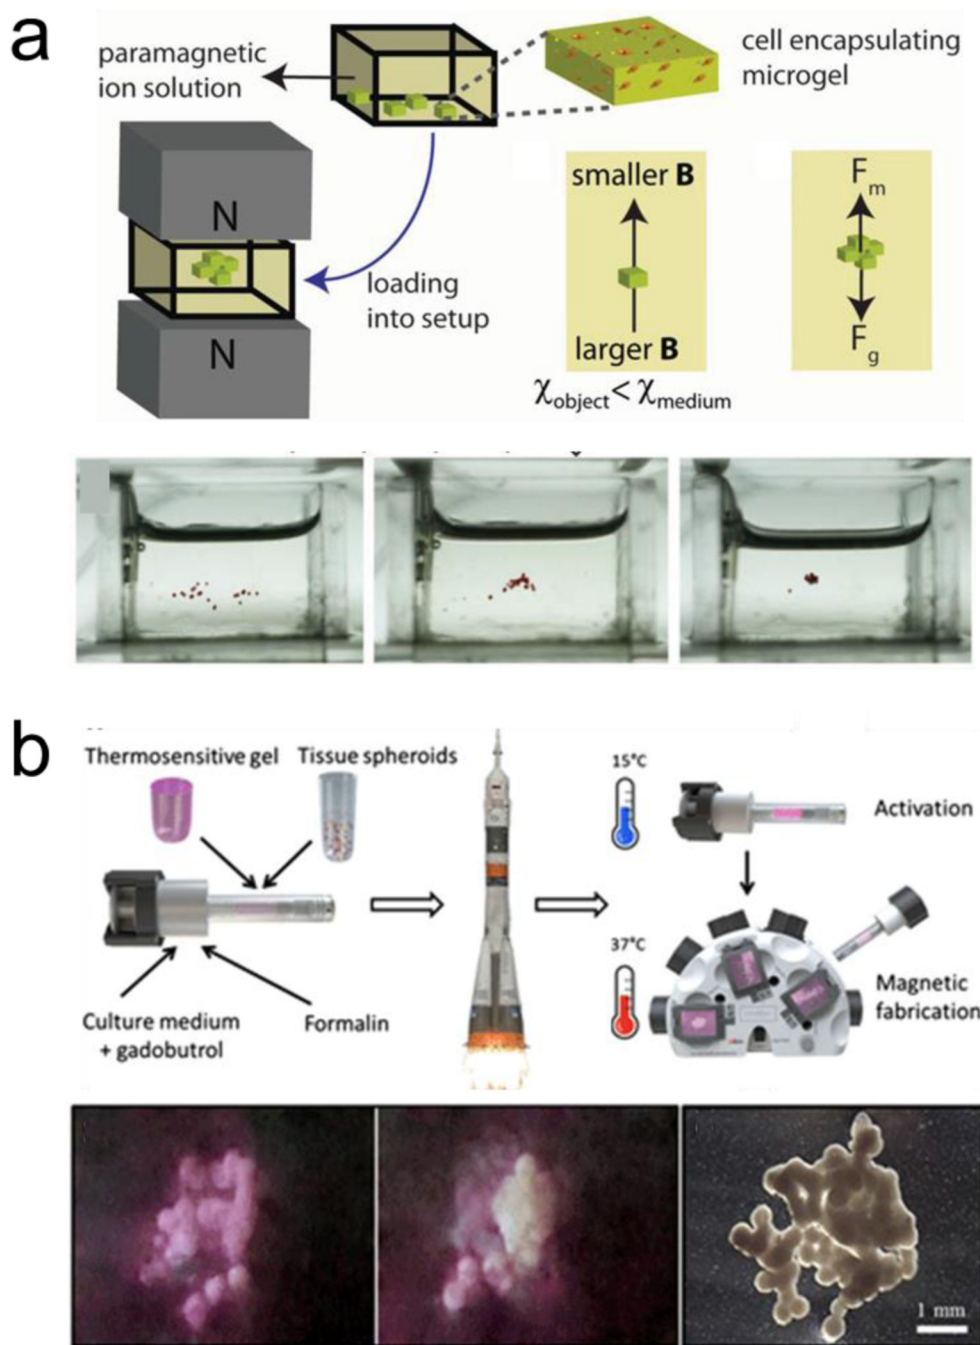 a
paramagnetic
ion solution
cell encapsulating
microgel
N
N
loading
into setup
smaller B
larger B
χobject< χmedium
Fm
Fg
b
Thermosensitive gel
Tissue spheroids
Culture medium
+ gadobutrol
Formalin
15°C
Activation
37°C
Magnetic
fabrication
1 mm